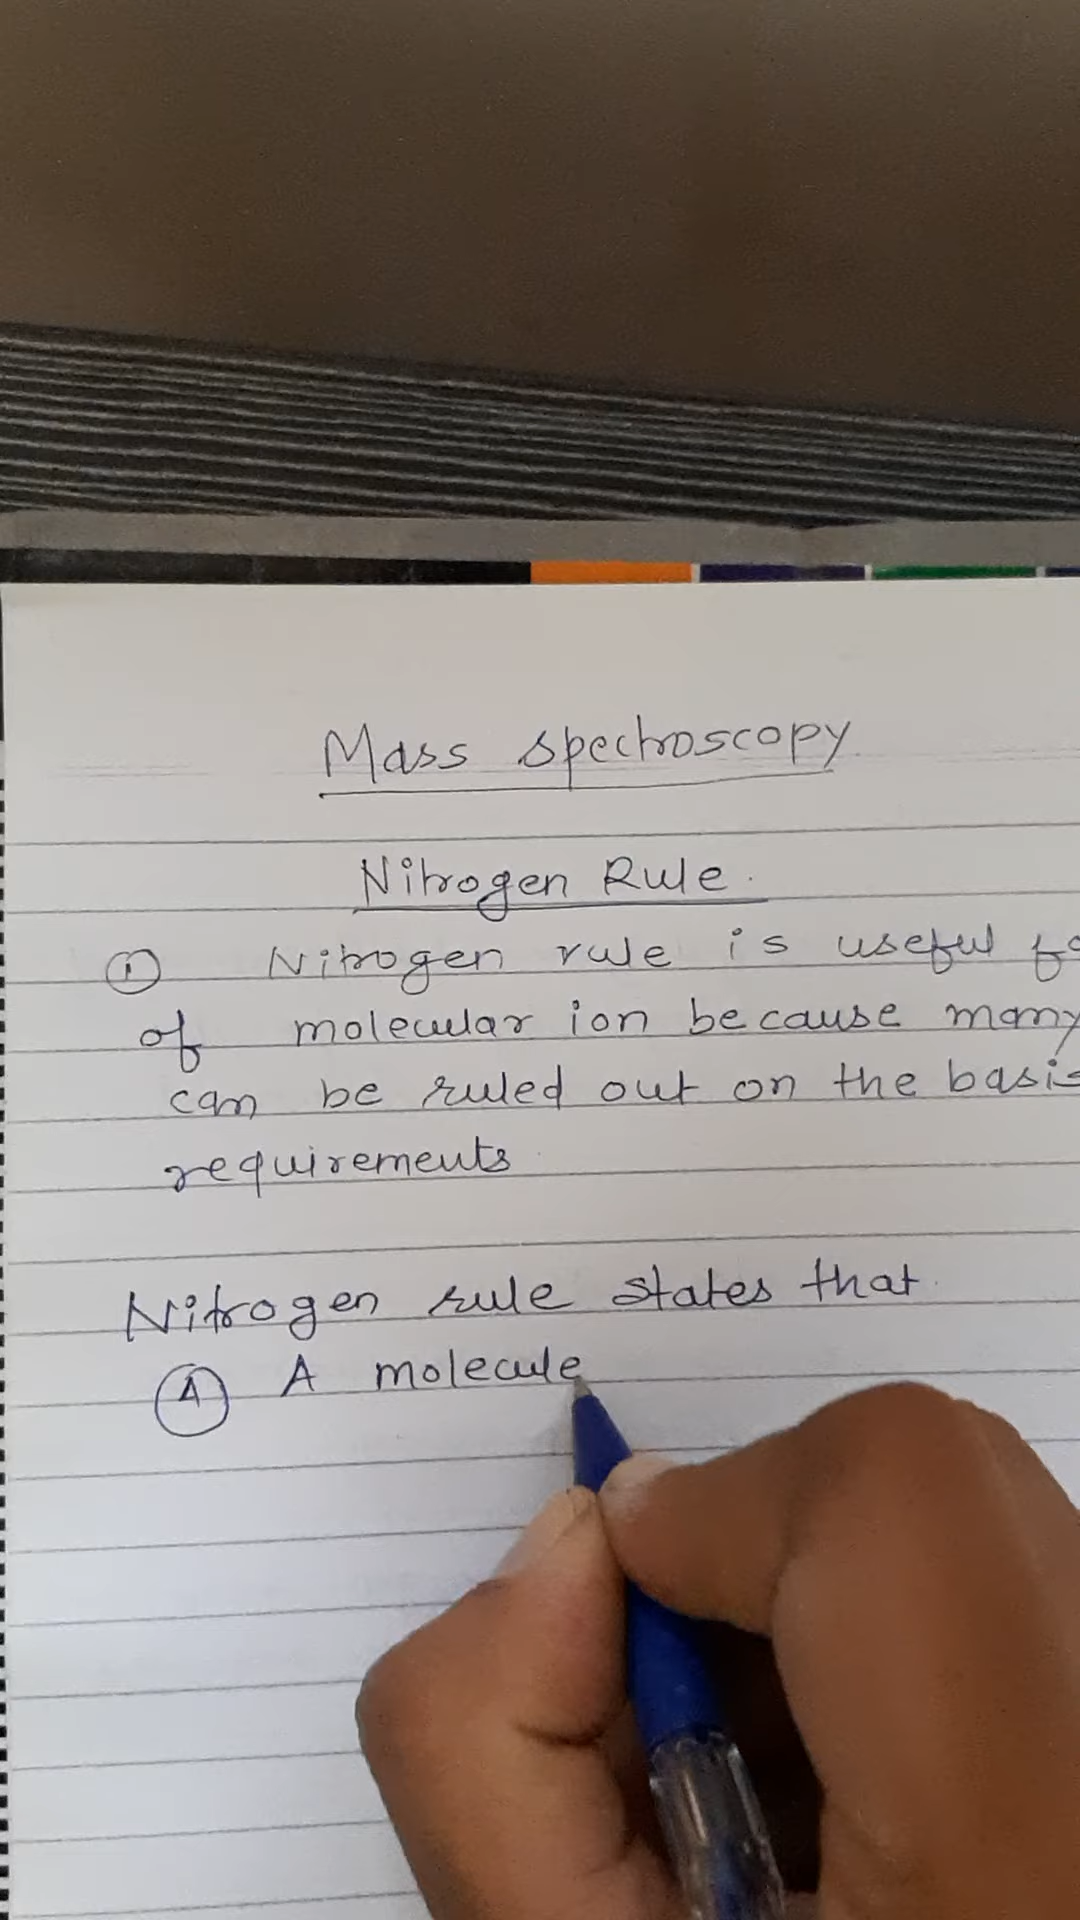 Mass spectroscopy
Nitrogen Rule.
① Nitrogen rule is useful
of molecular ion because many
can be ruled out on the basis
requirements
Nitrogen rule states that
Ⓐ A molecule